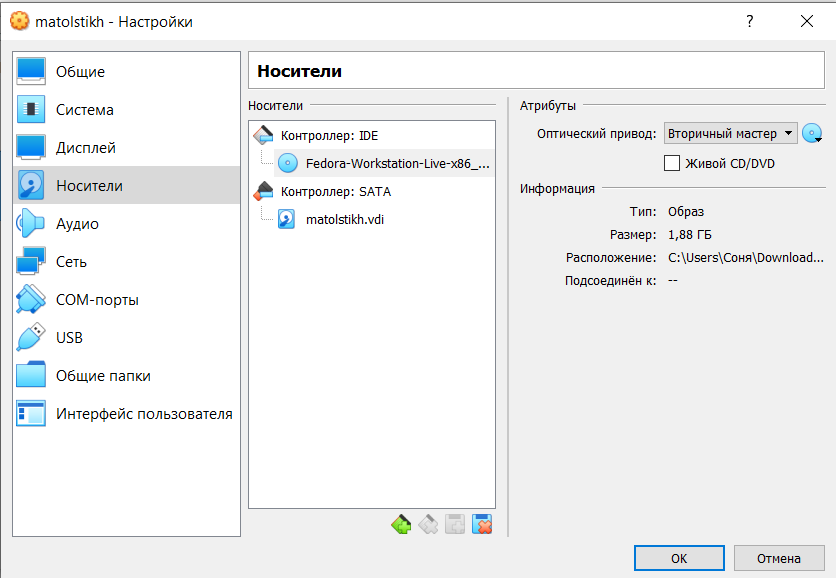 matolstikh - Настройки
?
Общие
Система
Дисплей
Носители
Аудио
Сеть
COM-порты
USB
Общие папки
Интерфейс пользователя
Носители
Носители
Контроллер: IDE
Fedora-Workstation-Live-x86_...
Контроллер: SATA
matolstikh.vdi
Атрибуты
Оптический привод: Вторичный мастер
Живой CD/DVD
Информация
Тип: Образ
Размер: 1,88 ГБ
Расположение: C:\Users\Соня\Download...
Подсоединён к: --
OK Отмена